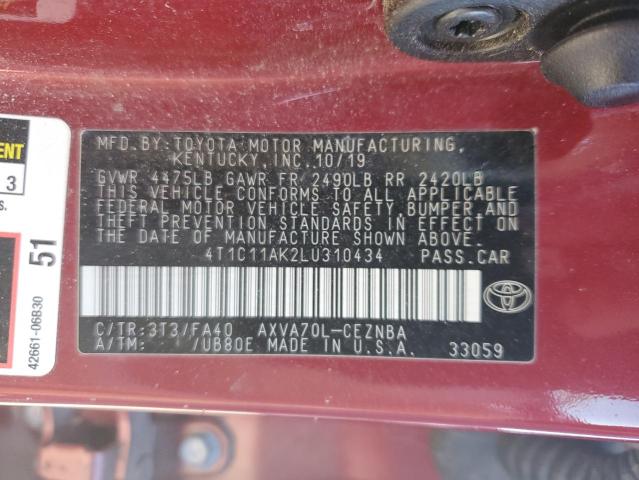 MFD.BY:TOYOTA MOTOR MANUFACTURING,
KENTUCKY, INC. 10/19
GVWR 4475LB GAWR FR 2490LB RR 2420LB
THIS VEHICLE CONFORMS TO ALL APPLICABLE
FEDERAL MOTOR VEHICLE SAFETY, BUMPER, AND
THEFT PREVENTION STANDARDS IN EFFECT ON
THE DATE OF MANUFACTURE SHOWN ABOVE.
4T1C11AK2LU310434 PASS.CAR
C/TR:3T3/FA40 AXVA70L-CEZNBA
A/TM: /UB80E MADE IN U.S.A. 33059
3
s.
51
42661-06B30